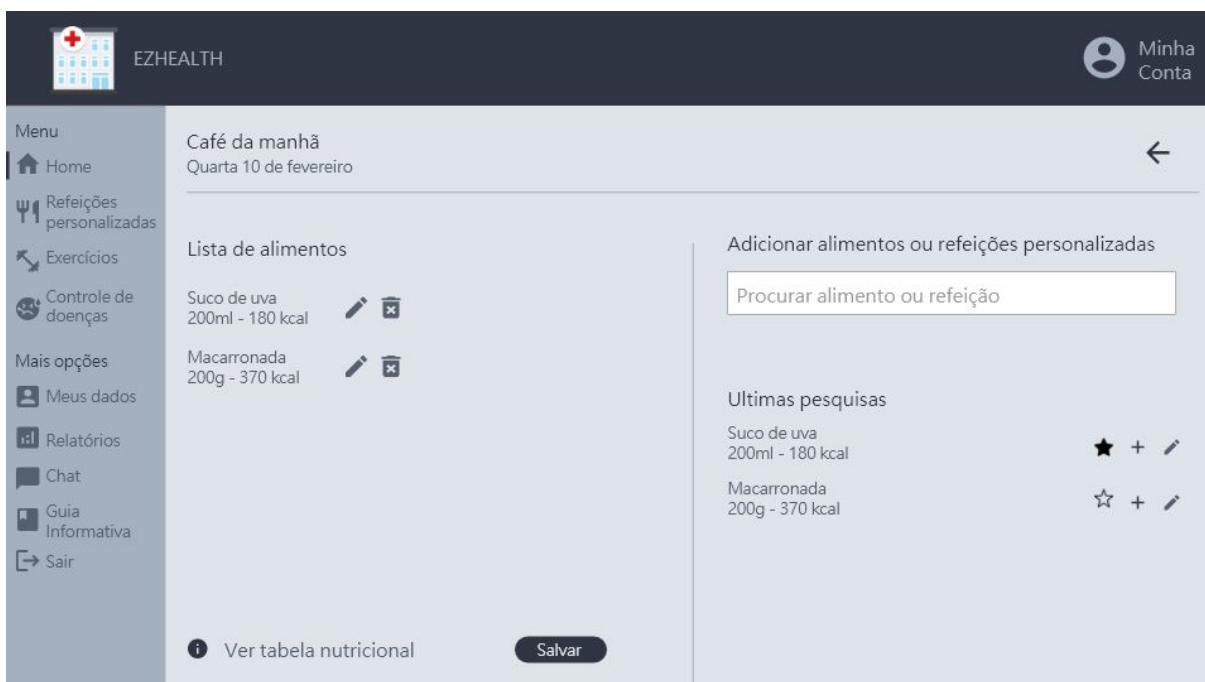 EZHEALTH
Minha
Conta
Menu
Home
Refeições
personalizadas
Exercícios
Controle de
doenças
Mais opções
Meus dados
Relatórios
Chat
Guia
Informativa
Sair
Café da manhã
Quarta 10 de fevereiro
Lista de alimentos
Suco de uva
200ml - 180 kcal
Macarronada
200g - 370 kcal
Ver tabela nutricional
Salvar
Adicionar alimentos ou refeições personalizadas
Procurar alimento ou refeição
Ultimas pesquisas
Suco de uva
200ml - 180 kcal
Macarronada
200g - 370 kcal